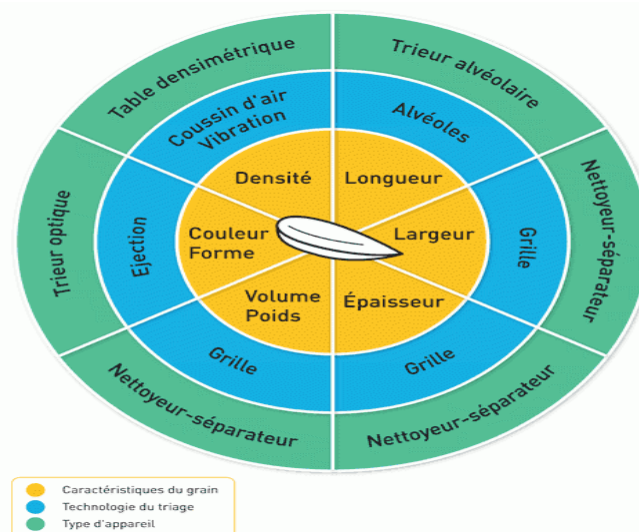 Table densimétrique
Trieur alvéolaire
Coussin d'air
Vibration
Alvéoles
Densité
Longueur
Trieur optique
Ejection
Couleur
Forme
Largeur
Grille
Nettoyeur-séparateur
Volume
Poids
Épaisseur
Grille
Grille
Nettoyeur-séparateur
Nettoyeur-séparateur
Caractéristiques du grain
Technologie du triage
Type d'appareil